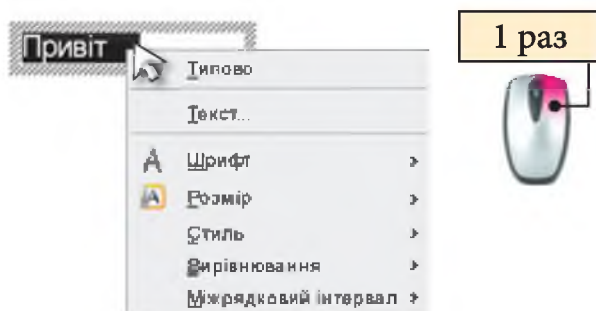 Привіт
1 раз
Типово
Текст...
Шрифт
Розмір
Стиль
Вирівнювання
Міжрядковий інтервал